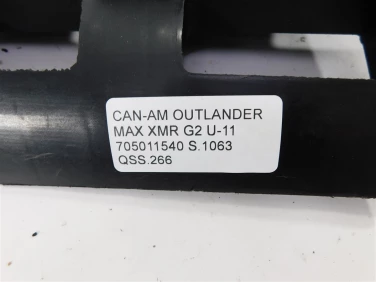 CAN-AM OUTLANDER
MAX XMR G2 U-11
705011540 S.1063
QSS.266